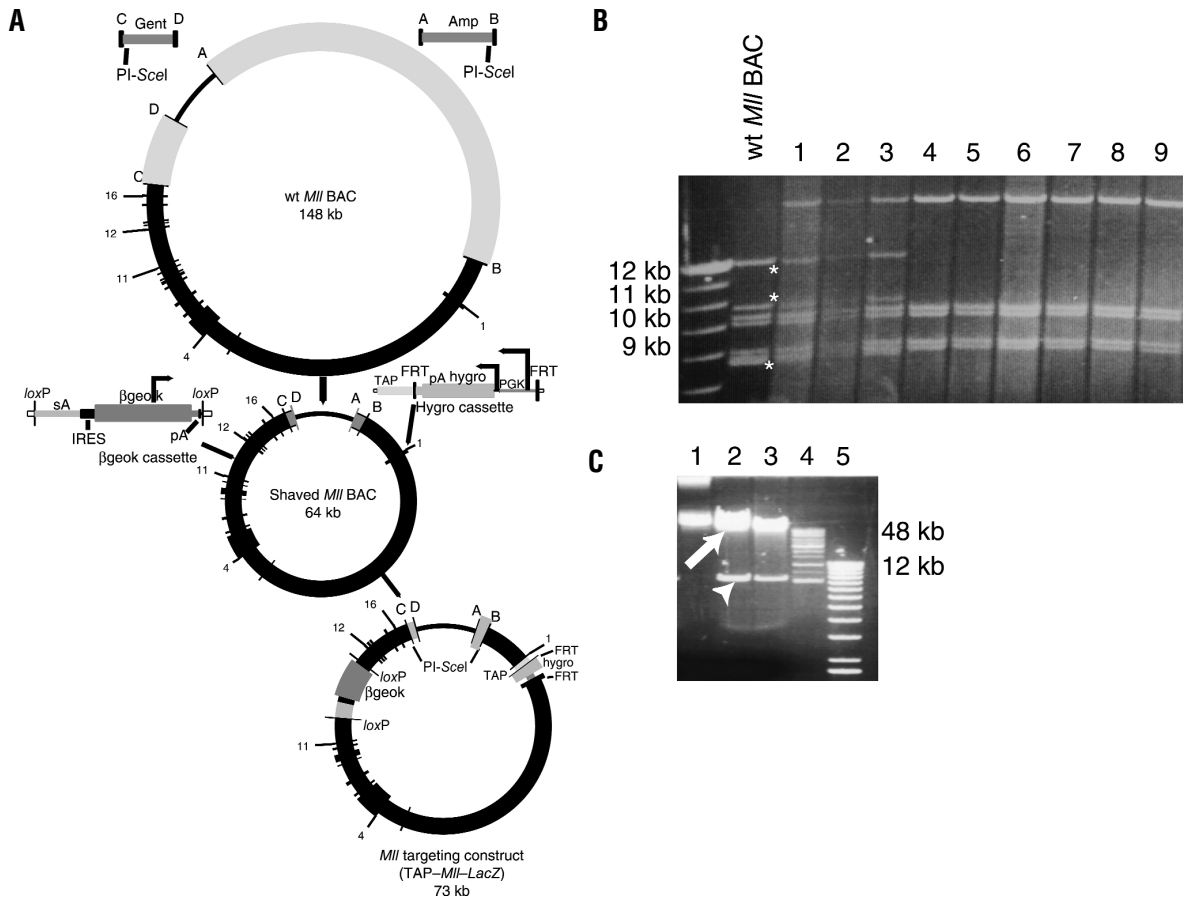 A
C Gent D
PI-SceI
A Amp B
PI-SceI
A
D
C
16
12
11
4
B
1
wt Mll BAC
148 kb
loxP
sA
βgeok
loxP
IRES
pA
βgeok cassette
TAP
FRT
pA hygro
PGK
FRT
Hygro cassette
16
C D
A
B
12
11
4
1
Shaved Mll BAC
64 kb
16
C D
A B
12
PI-SceI
loxP
βgeok
loxP
11
4
1
FRT
hygro
TAP
FRT
Mll targeting construct
(TAP–Mll–LacZ)
73 kb
B
wt Mll BAC
1 2 3 4 5 6 7 8 9
12 kb
11 kb
10 kb
9 kb
*
*
*
C
1 2 3 4 5
48 kb
12 kb